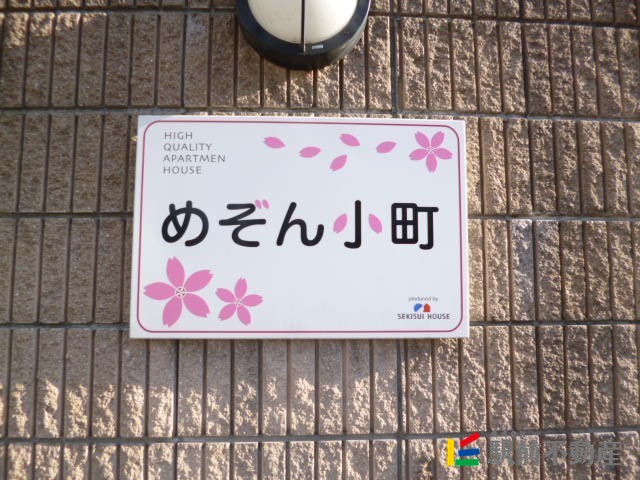 HIGH
QUALITY
APARTMEN
HOUSE
めぞん小町
produced by
SEKISUI HOUSE
駅前不動産